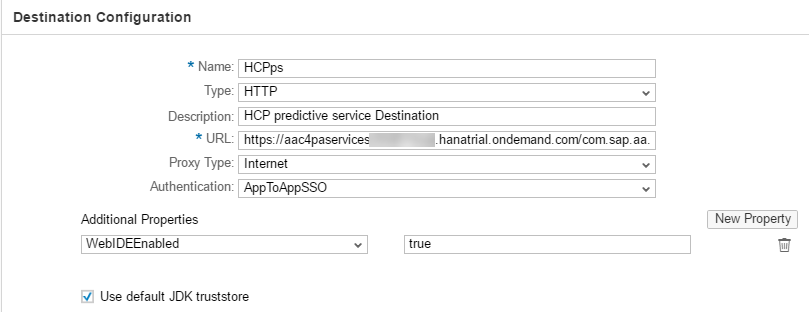 Destination Configuration
* Name: HCPps
Type: HTTP
Description: HCP predictive service Destination
* URL: https://aac4paservices .hanatrial.ondemand.com/com.sap.aa.
Proxy Type: Internet
Authentication: AppToAppSSO
Additional Properties New Property
WebIDEEnabled true
Use default JDK truststore